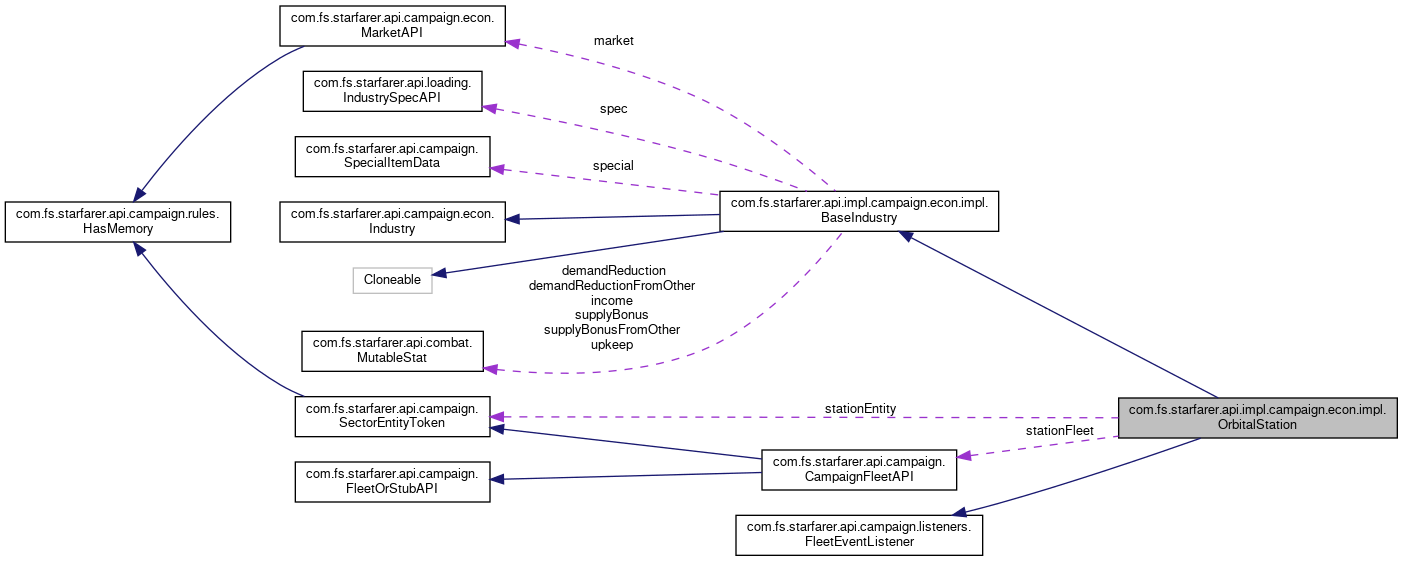 com.fs.starfarer.api.campaign.econ.
MarketAPI
market
com.fs.starfarer.api.loading.
IndustrySpecAPI
spec
com.fs.starfarer.api.campaign.
SpecialItemData
special
com.fs.starfarer.api.campaign.rules.
HasMemory
com.fs.starfarer.api.campaign.econ.
Industry
com.fs.starfarer.api.impl.campaign.econ.impl.
BaseIndustry
Cloneable
demandReduction
demandReductionFromOther
income
supplyBonus
supplyBonusFromOther
upkeep
com.fs.starfarer.api.combat.
MutableStat
com.fs.starfarer.api.campaign.
SectorEntityToken
stationEntity
com.fs.starfarer.api.impl.campaign.econ.impl.
OrbitalStation
stationFleet
com.fs.starfarer.api.campaign.
FleetOrStubAPI
com.fs.starfarer.api.campaign.
CampaignFleetAPI
com.fs.starfarer.api.campaign.listeners.
FleetEventListener